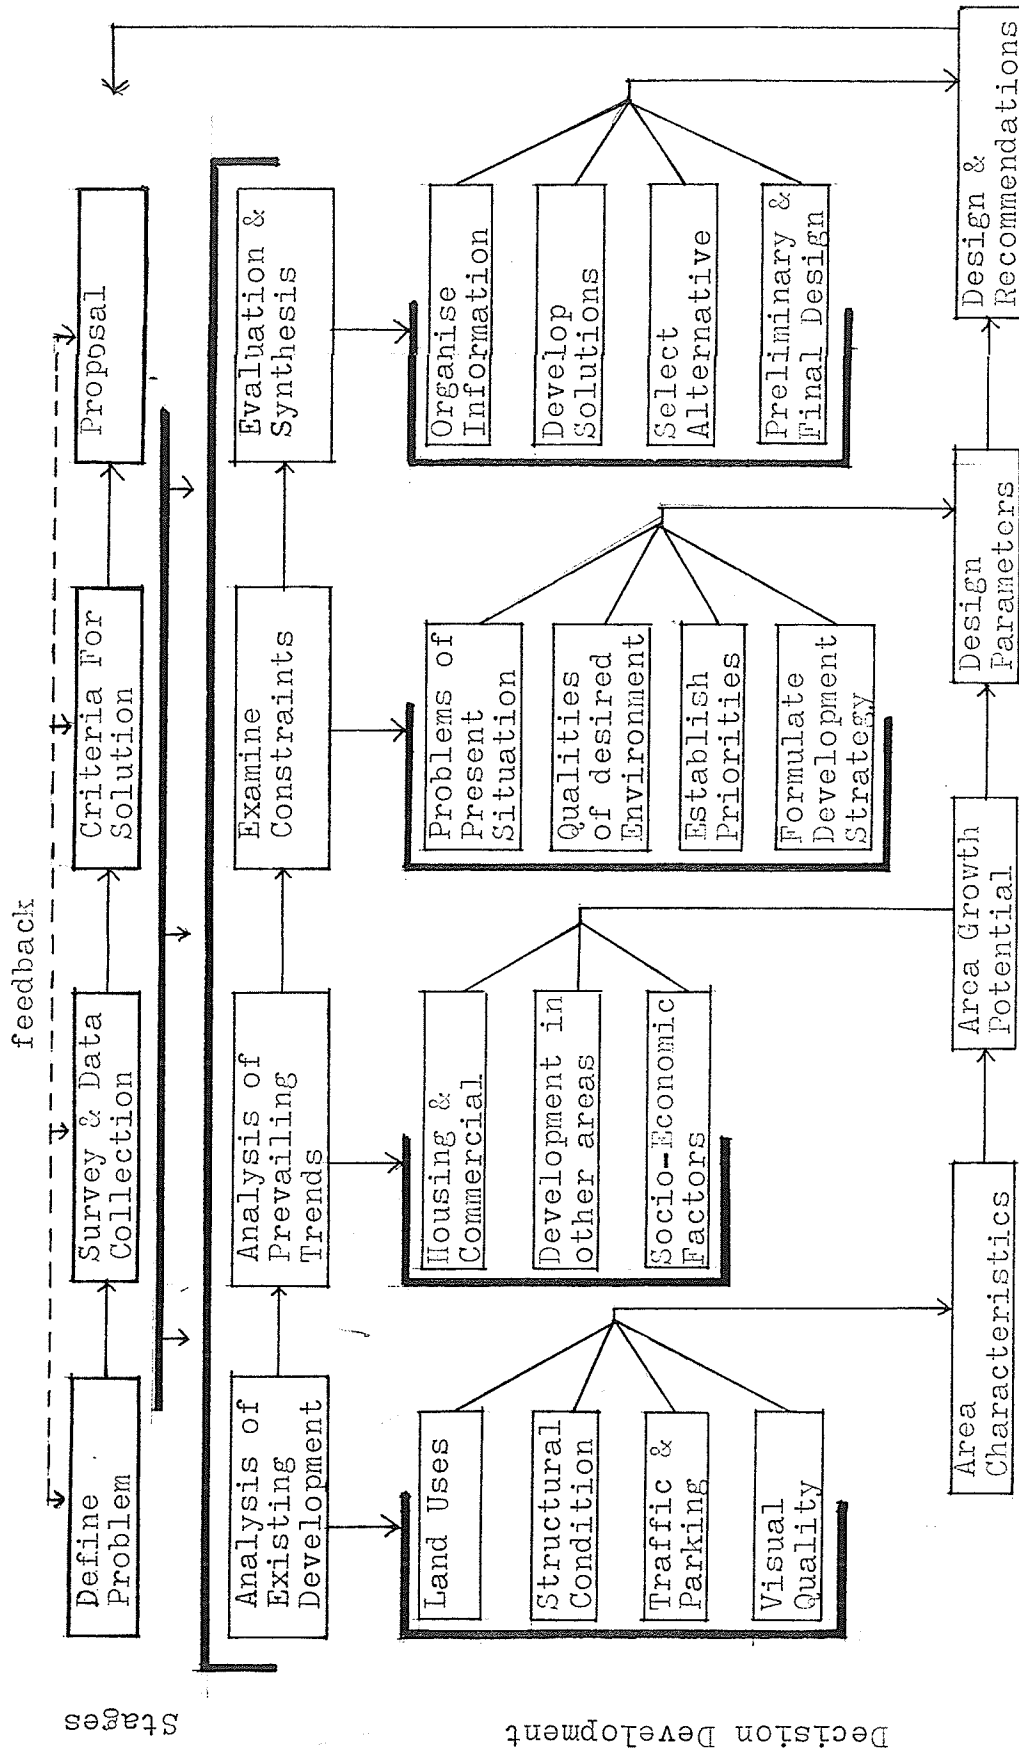 feedback
Stages
Define
Problem
Survey & Data
Collection
Criteria For
Solution
Proposal
Decision Development
Analysis of
Existing
Development
Analysis of
Prevailing
Trends
Examine
Constraints
Evaluation &
Synthesis
Land Uses
Structural
Condition
Traffic &
Parking
Visual
Quality
Housing &
Commercial
Development in
other areas
Socio-Economic
Factors
Problems of
Present
Situation
Qualities
of desired
Environment
Establish
Priorities
Formulate
Development
Strategy
Organise
Information
Develop
Solutions
Select
Alternative
Preliminary &
Final Design
Area
Characteristics
Area Growth
Potential
Design
Parameters
Design &
Recommendations